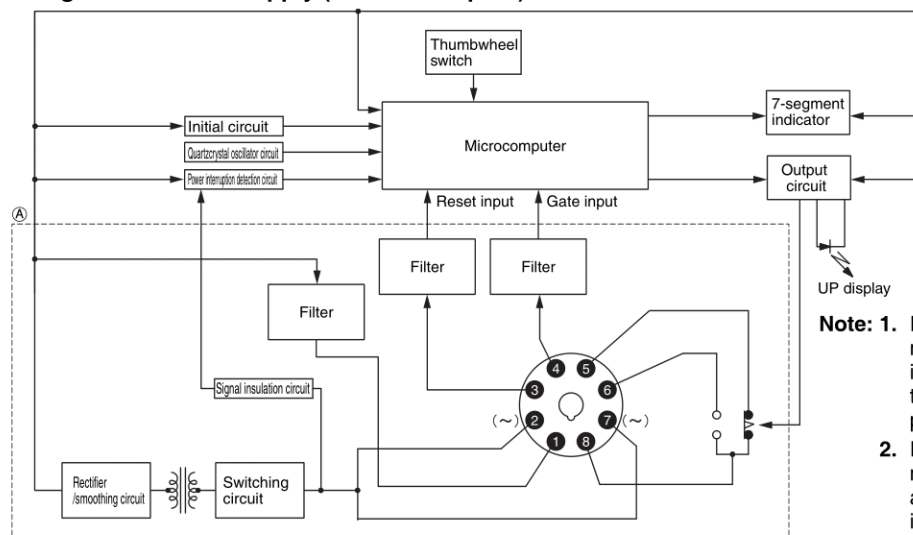 Thumbwheel
switch
Initial circuit
Quartzcrystal oscillator circuit
Power interruption detection circuit
Microcomputer
7-segment
indicator
Output
circuit
Reset input
Gate input
Ⓐ
Filter
Filter
Filter
UP display
Note: 1.
2.
Signal insulation circuit
4
5
3
6
(~)
2
7
(~)
1
8
Rectifier
/smoothing circuit
Switching
circuit